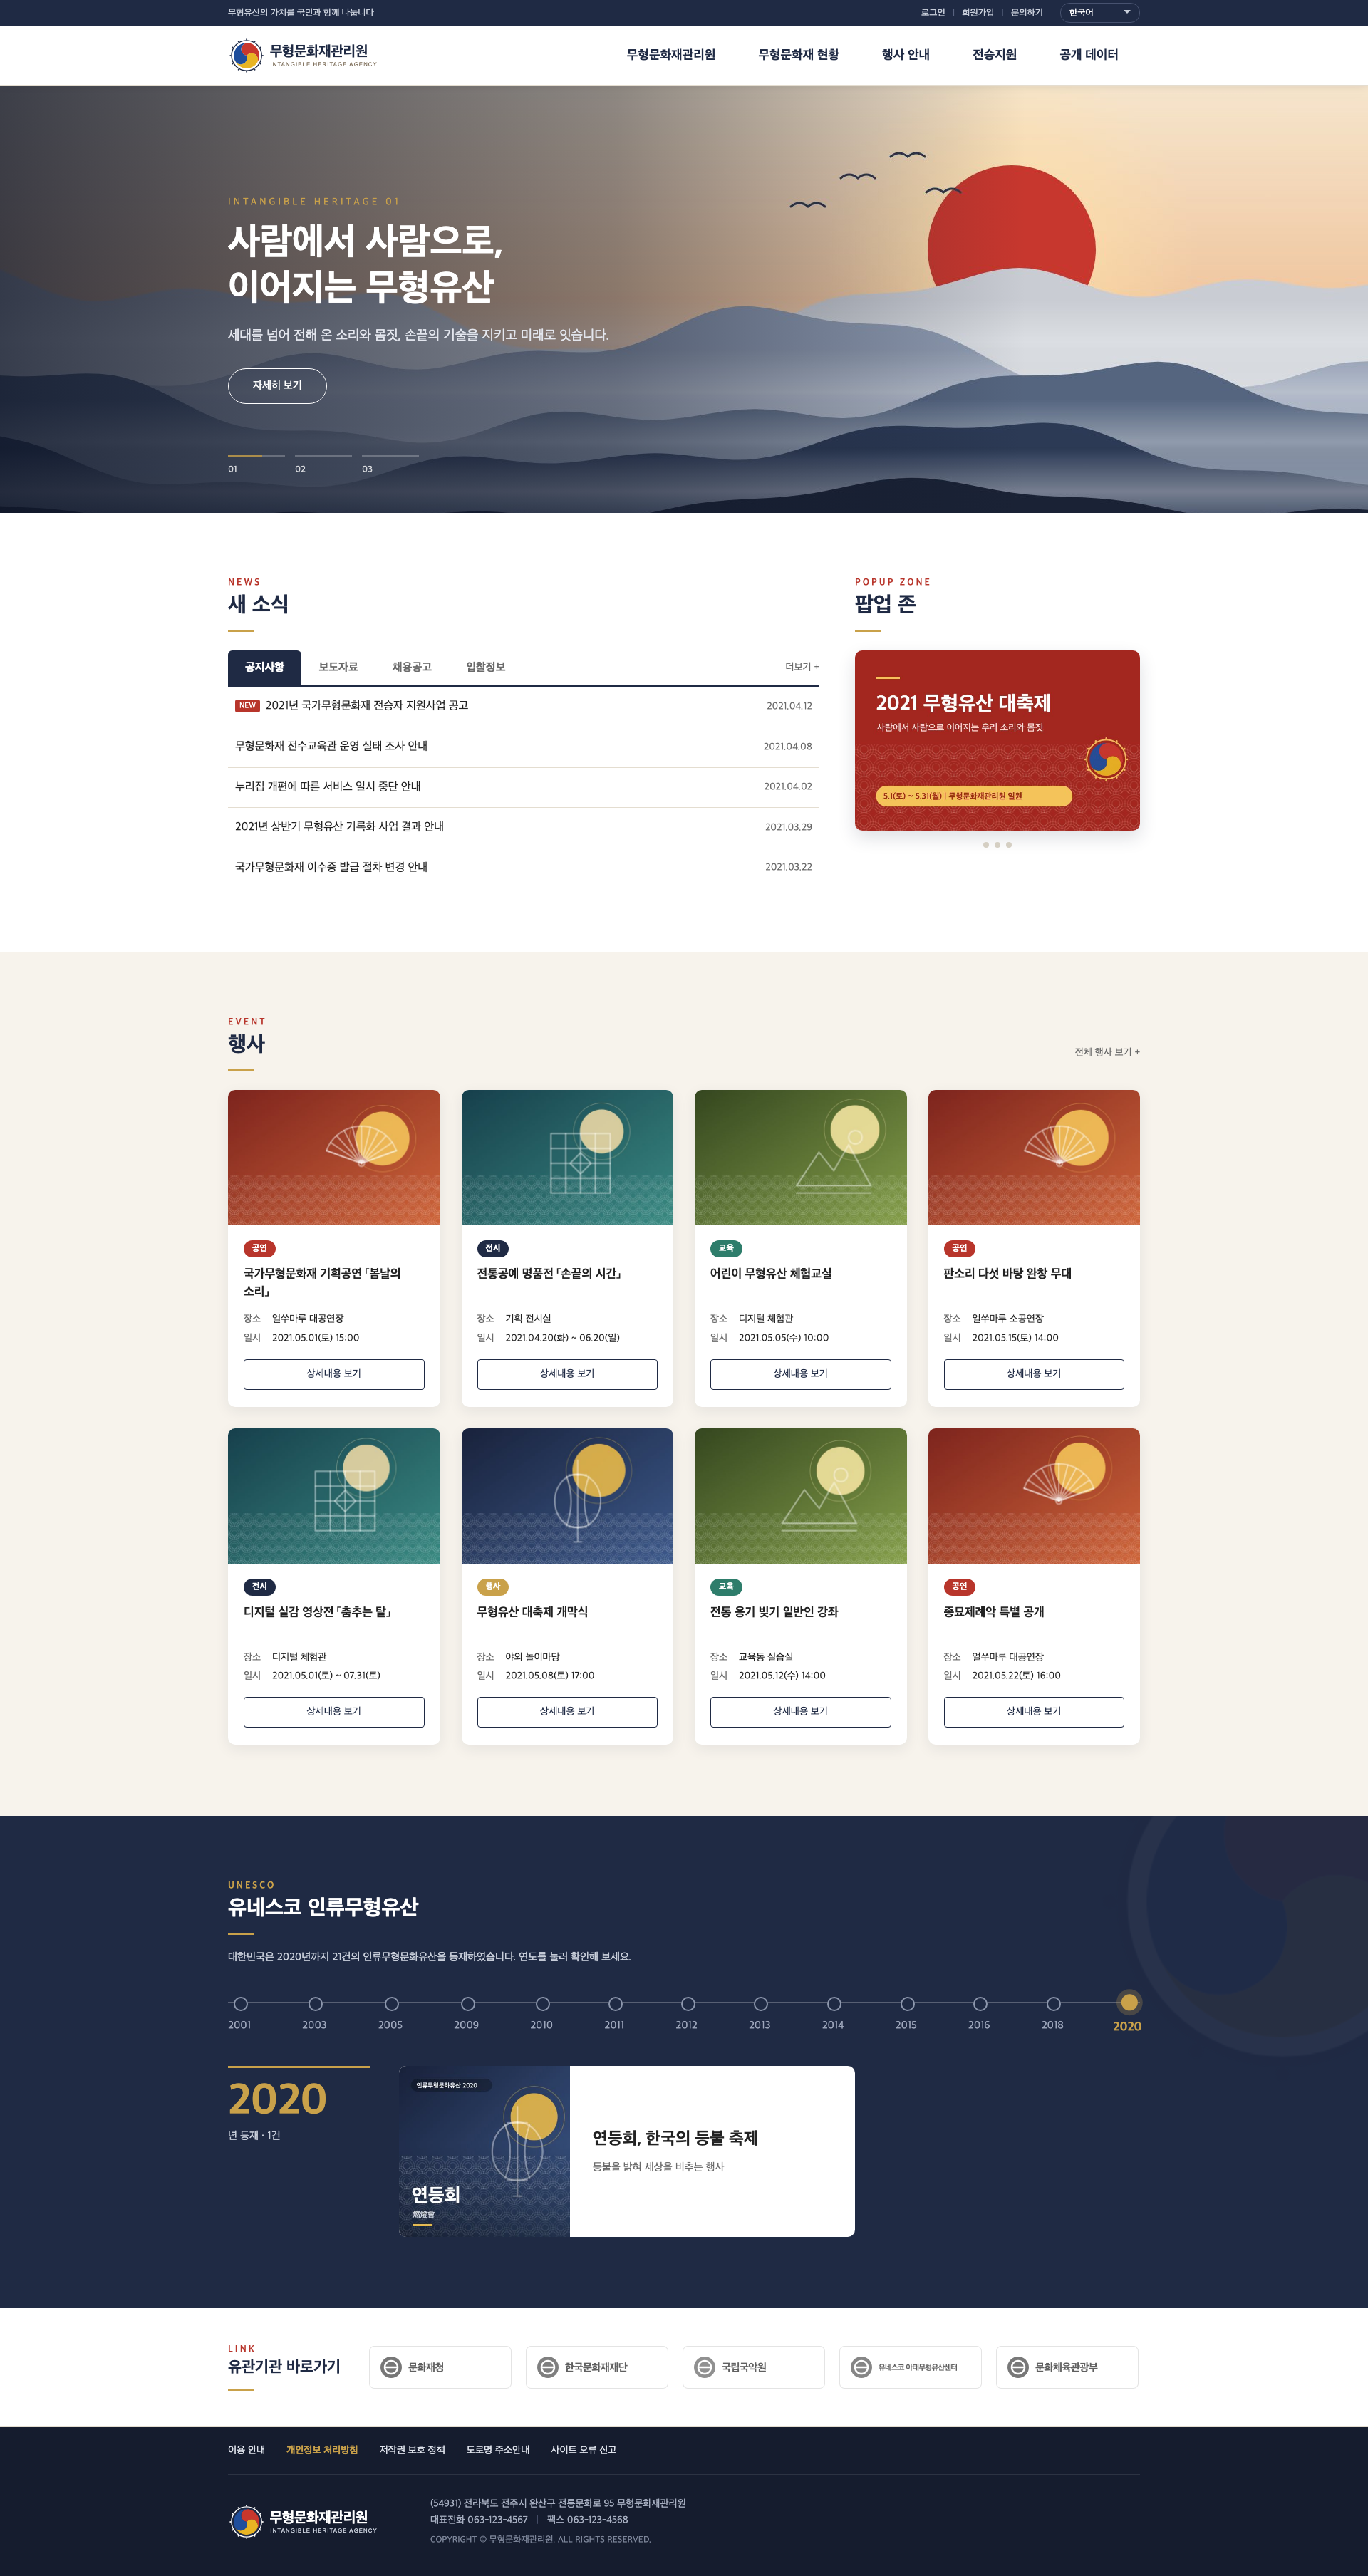 무형유산의 가치를 국민과 함께 나눕니다
로그인 | 회원가입 | 문의하기 한국어
무형문화재관리원
INTANGIBLE HERITAGE AGENCY
무형문화재관리원 무형문화재 현황 행사 안내 전승지원 공개 데이터
INTANGIBLE HERITAGE 01
사람에서 사람으로,
이어지는 무형유산
세대를 넘어 전해 온 소리와 몸짓, 손끝의 기술을 지키고 미래로 잇습니다.
자세히 보기
01 02 03
NEWS
새 소식
공지사항 보도자료 채용공고 입찰정보 더보기 +
NEW 2021년 국가무형문화재 전승자 지원사업 공고 2021.04.12
무형문화재 전수교육관 운영 실태 조사 안내 2021.04.08
누리집 개편에 따른 서비스 일시 중단 안내 2021.04.02
2021년 상반기 무형유산 기록화 사업 결과 안내 2021.03.29
국가무형문화재 이수증 발급 절차 변경 안내 2021.03.22
POPUP ZONE
팝업 존
2021 무형유산 대축제
사람에서 사람으로 이어지는 우리 소리와 몸짓
5.1(토) ~ 5.31(월) | 무형문화재관리원 일원
EVENT
행사
전체 행사 보기 +
공연
국가무형문화재 기획공연 「봄날의
소리」
장소 얼쑤마루 대공연장
일시 2021.05.01(토) 15:00
상세내용 보기
전시
전통공예 명품전 「손끝의 시간」
장소 기획 전시실
일시 2021.04.20(화) ~ 06.20(일)
상세내용 보기
교육
어린이 무형유산 체험교실
장소 디지털 체험관
일시 2021.05.05(수) 10:00
상세내용 보기
공연
판소리 다섯 바탕 완창 무대
장소 얼쑤마루 소공연장
일시 2021.05.15(토) 14:00
상세내용 보기
전시
디지털 실감 영상전 「춤추는 탈」
장소 디지털 체험관
일시 2021.05.01(토) ~ 07.31(토)
상세내용 보기
행사
무형유산 대축제 개막식
장소 야외 놀이마당
일시 2021.05.08(토) 17:00
상세내용 보기
교육
전통 옹기 빚기 일반인 강좌
장소 교육동 실습실
일시 2021.05.12(수) 14:00
상세내용 보기
공연
종묘제례악 특별 공개
장소 얼쑤마루 대공연장
일시 2021.05.22(토) 16:00
상세내용 보기
UNESCO
유네스코 인류무형유산
대한민국은 2020년까지 21건의 인류무형문화유산을 등재하였습니다. 연도를 눌러 확인해 보세요.
2001 2003 2005 2009 2010 2011 2012 2013 2014 2015 2016 2018 2020
2020
년 등재 · 1건
인류무형문화유산 2020
연등회
燃燈會
연등회, 한국의 등불 축제
등불을 밝혀 세상을 비추는 행사
LINK
유관기관 바로가기
문화재청 한국문화재재단 국립국악원 유네스코 아태무형유산센터 문화체육관광부
이용 안내 개인정보 처리방침 저작권 보호 정책 도로명 주소안내 사이트 오류 신고
무형문화재관리원
INTANGIBLE HERITAGE AGENCY
(54931) 전라북도 전주시 완산구 전통문화로 95 무형문화재관리원
대표전화 063-123-4567 | 팩스 063-123-4568
COPYRIGHT © 무형문화재관리원. ALL RIGHTS RESERVED.